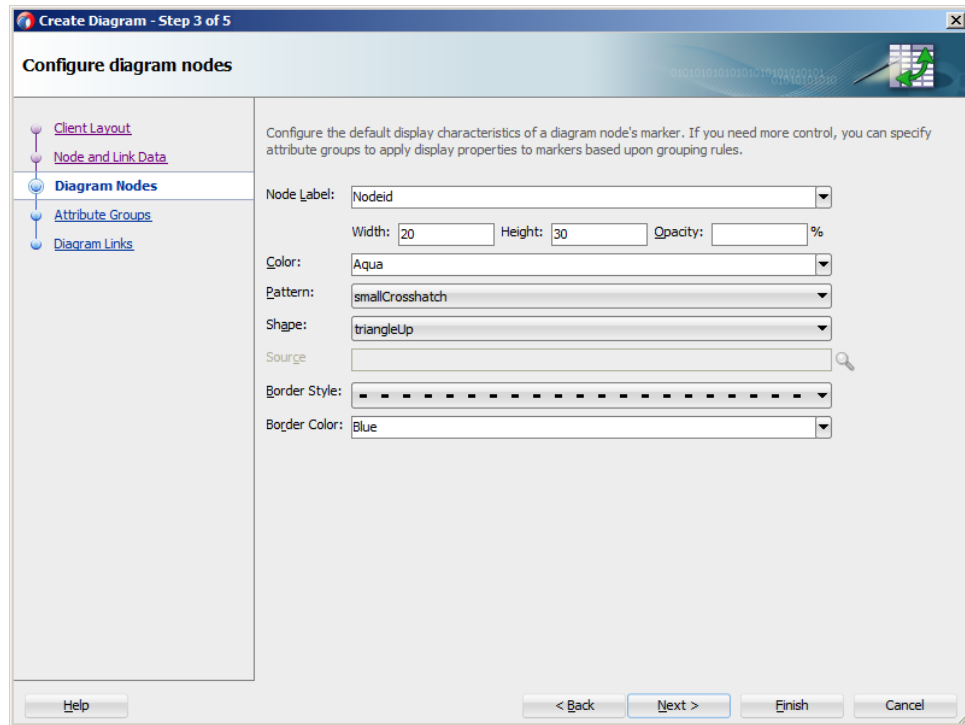 Create Diagram - Step 3 of 5
Configure diagram nodes
Client Layout
Node and Link Data
Diagram Nodes
Attribute Groups
Diagram Links
Configure the default display characteristics of a diagram node's marker. If you need more control, you can specify
attribute groups to apply display properties to markers based upon grouping rules.
Node Label: Nodeid
Width: 20 Height: 30 Opacity: %
Color: Aqua
Pattern: smallCrosshatch
Shape: triangleUp
Source
Border Style:
Border Color: Blue
Help < Back Next > Finish Cancel